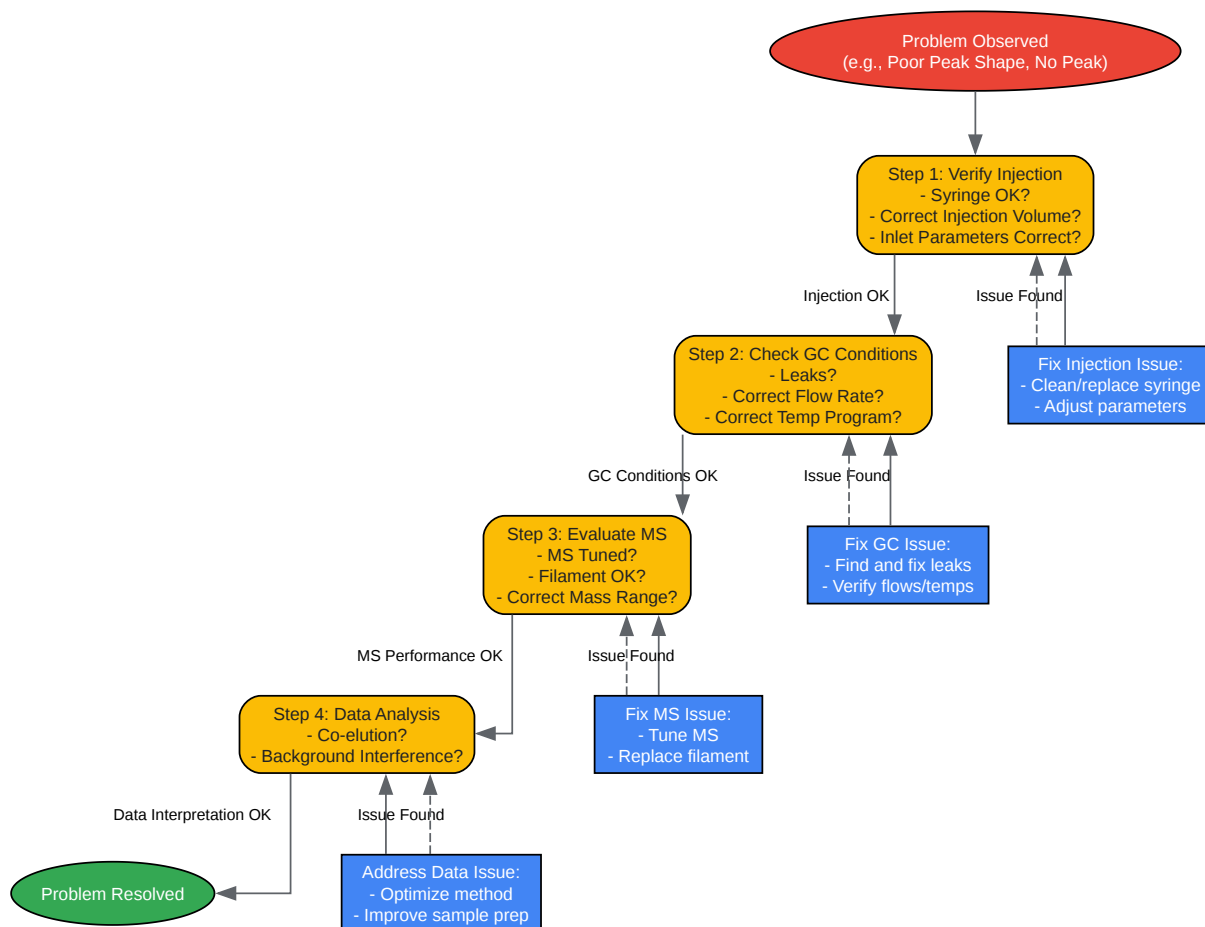 Problem Observed
(e.g., Poor Peak Shape, No Peak)
Step 1: Verify Injection
- Syringe OK?
- Correct Injection Volume?
- Inlet Parameters Correct?
Injection OK
Issue Found
Fix Injection Issue:
- Clean/replace syringe
- Adjust parameters
Step 2: Check GC Conditions
- Leaks?
- Correct Flow Rate?
- Correct Temp Program?
GC Conditions OK
Issue Found
Fix GC Issue:
- Find and fix leaks
- Verify flows/temps
Step 3: Evaluate MS
- MS Tuned?
- Filament OK?
- Correct Mass Range?
MS Performance OK
Issue Found
Fix MS Issue:
- Tune MS
- Replace filament
Step 4: Data Analysis
- Co-elution?
- Background Interference?
Data Interpretation OK
Issue Found
Address Data Issue:
- Optimize method
- Improve sample prep
Problem Resolved